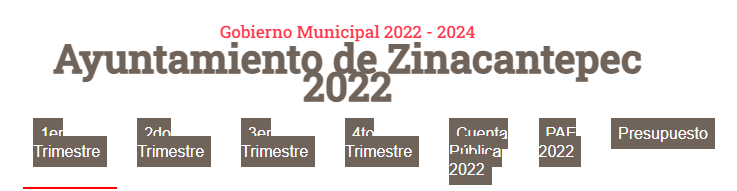 Gobierno Municipal 2022 - 2024
Ayuntamiento de Zinacantepec
2022
1er
Trimestre
2do
Trimestre
3er
Trimestre
4to
Trimestre
Cuenta
Pública
2022
PAE
2022
Presupuesto